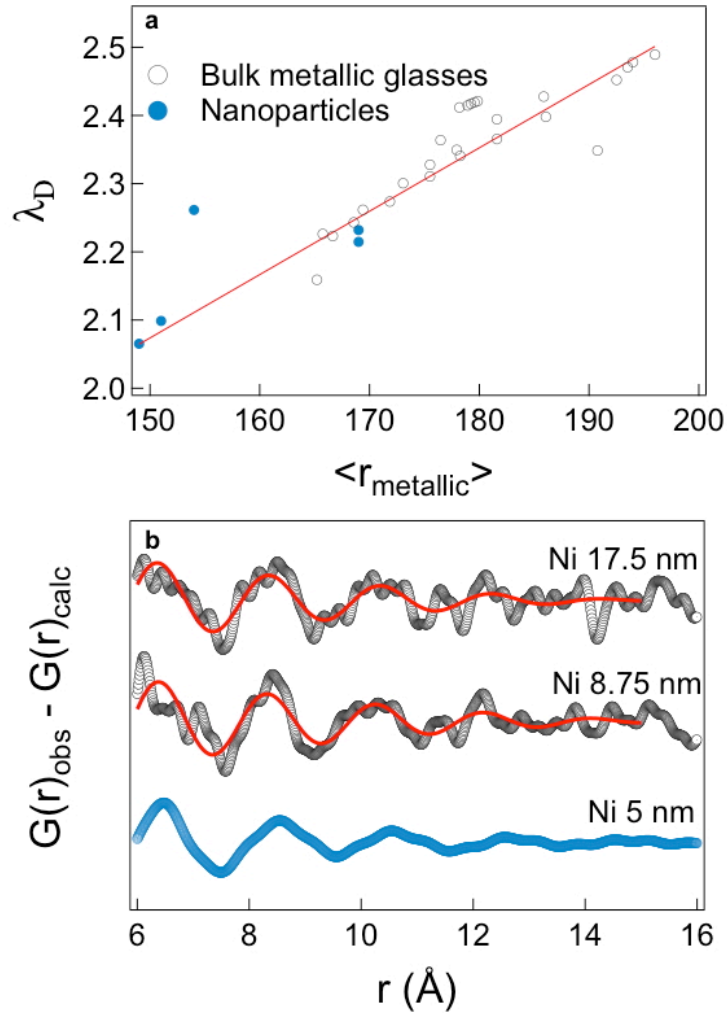 a
2.5
2.4
2.3
2.2
2.1
2.0
λD
Bulk metallic glasses
Nanoparticles
150 160 170 180 190 200
<rmetallic>
b
G(r)obs - G(r)calc
Ni 17.5 nm
Ni 8.75 nm
Ni 5 nm
6 8 10 12 14 16
r (Å)